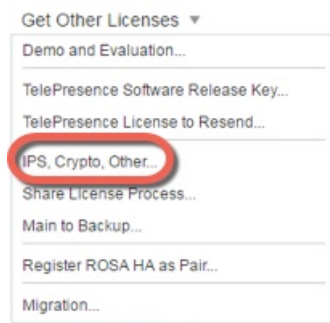 Get Other Licenses ▼
Demo and Evaluation...
TelePresence Software Release Key...
TelePresence License to Resend...
IPS, Crypto, Other...
Share License Process...
Main to Backup...
Register ROSA HA as Pair...
Migration...